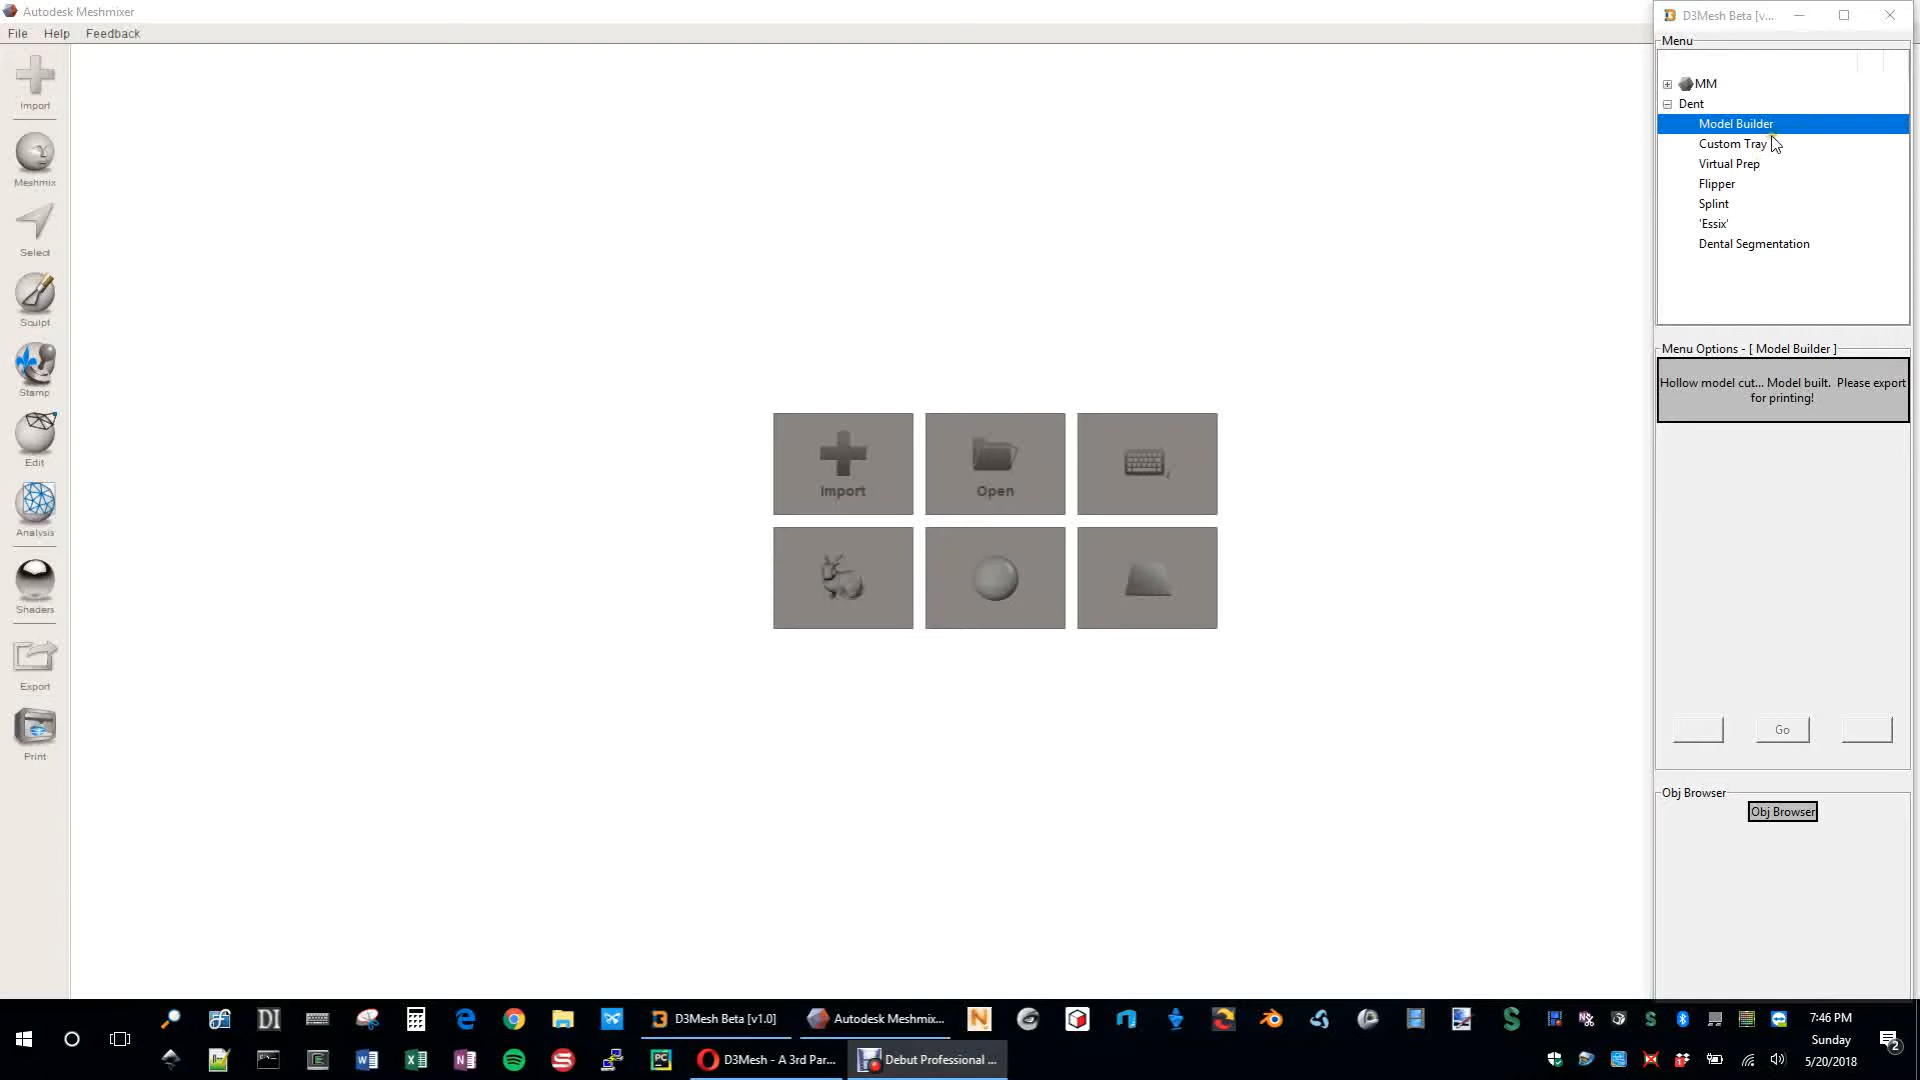 Autodesk Meshmixer
File Help Feedback
Import
Meshmix
Select
Sculpt
Stamp
Edit
Analysis
Shaders
Export
Print
Import
Open
D3Mesh Beta [v...
Menu
MM
Dent
Model Builder
Custom Tray
Virtual Prep
Flipper
Splint
'Essix'
Dental Segmentation
Menu Options - [ Model Builder ]
Hollow model cut... Model built. Please export
for printing!
Go
Obj Browser
Obj Browser
D3Mesh Beta [v1.0]
Autodesk Meshmix...
7:46 PM
Sunday
5/20/2018
2
D3Mesh - A 3rd Par...
Debut Professional ...